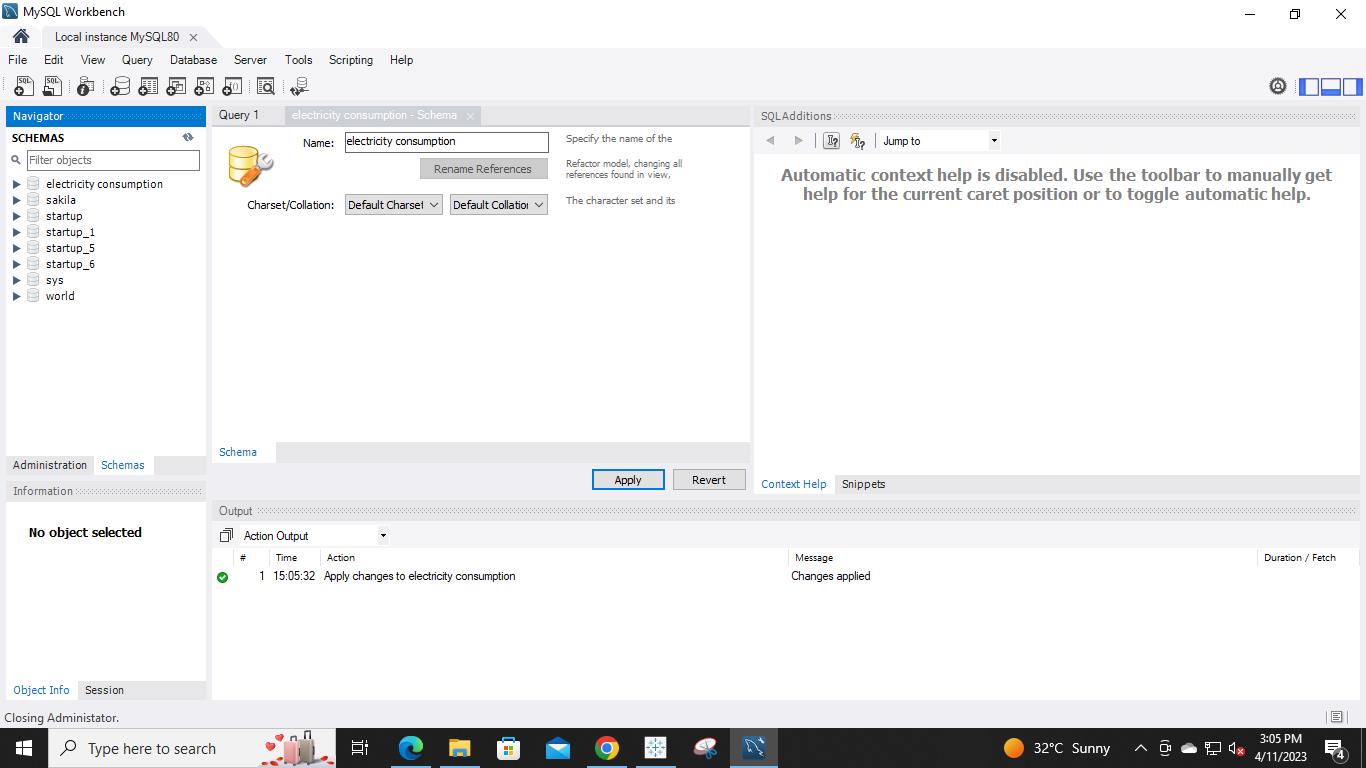 MySQL Workbench
Local instance MySQL80
File Edit View Query Database Server Tools Scripting Help
Navigator
SCHEMAS
Filter objects
electricity consumption
sakila
startup
startup_1
startup_5
startup_6
sys
world
Administration Schemas
Information
No object selected
Object Info Session
Query 1 electricity consumption - Schema
Name: electricity consumption Specify the name of the
Rename References Refactor model, changing all
references found in view,
Charset/Collation: Default Charset Default Collation The character set and its
Schema
Apply Revert
SQLAdditions
Jump to
Automatic context help is disabled. Use the toolbar to manually get
help for the current caret position or to toggle automatic help.
Context Help Snippets
Output
Action Output
# Time Action Message Duration / Fetch
1 15:05:32 Apply changes to electricity consumption Changes applied
Closing Administator.
Type here to search
32°C Sunny
3:05 PM
4/11/2023
4